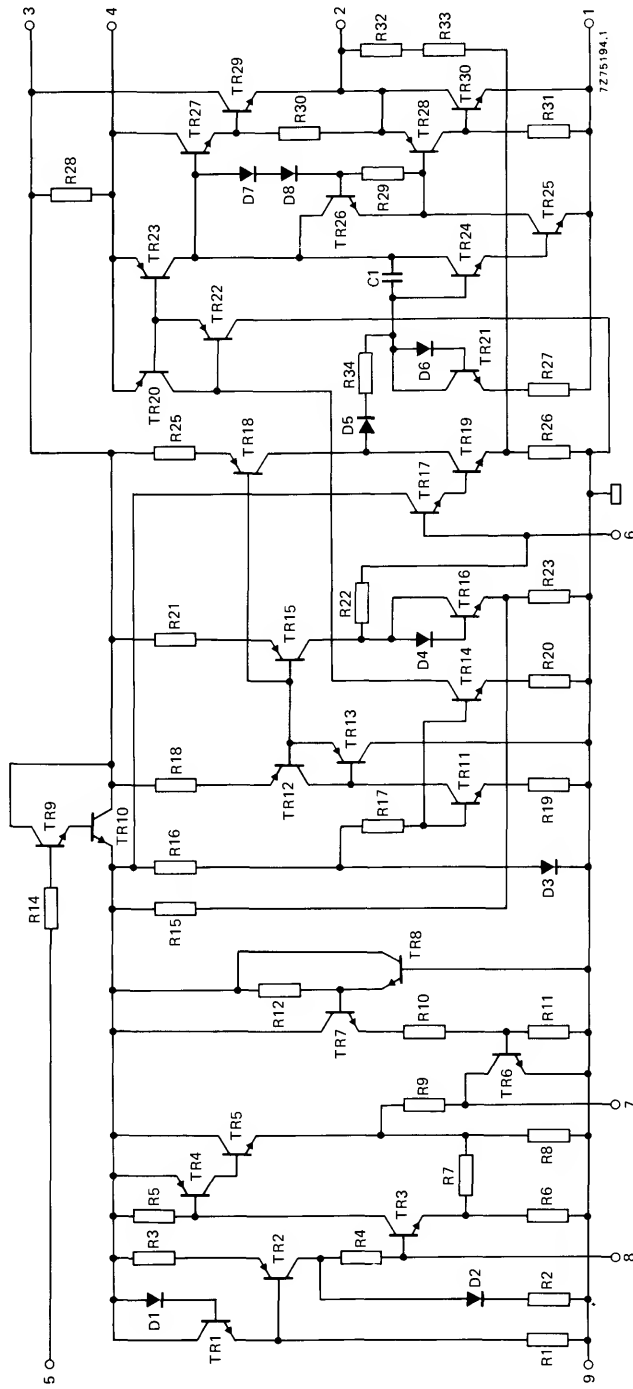 5
R14
TR9
3
TR10
R28
4
D1
R3
R5
TR4
R15
R16
R18
R21
R25
TR20
TR23
TR27
TR29
TR1
TR2
TR5
R12
TR12
TR15
TR18
TR22
D7
R30
2
R4
TR3
TR7
TR8
R17
TR13
R22
D5
R34
C1
D8
TR26
R29
TR28
R32
R33
D2
R7
R9
R10
TR11
TR14
D4
TR16
TR17
TR19
D6
TR21
TR24
TR25
TR30
R1
R2
R6
R8
TR6
R11
D3
R19
R20
R23
R26
R27
R31
9
8
7
6
1
7Z75194.1